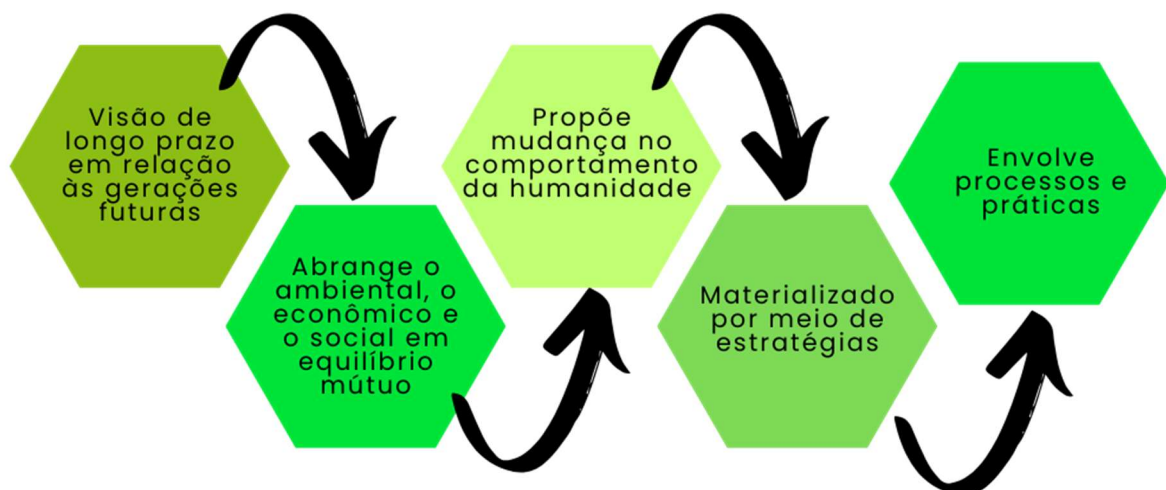 Visão de
longo prazo
em relação
às gerações
futuras
Abrange o
ambiental, o
econômico e
o social em
equilíbrio
mútuo
Propõe
mudança no
comportamento
da humanidade
Materializado
por meio de
estratégias
Envolve
processos e
práticas